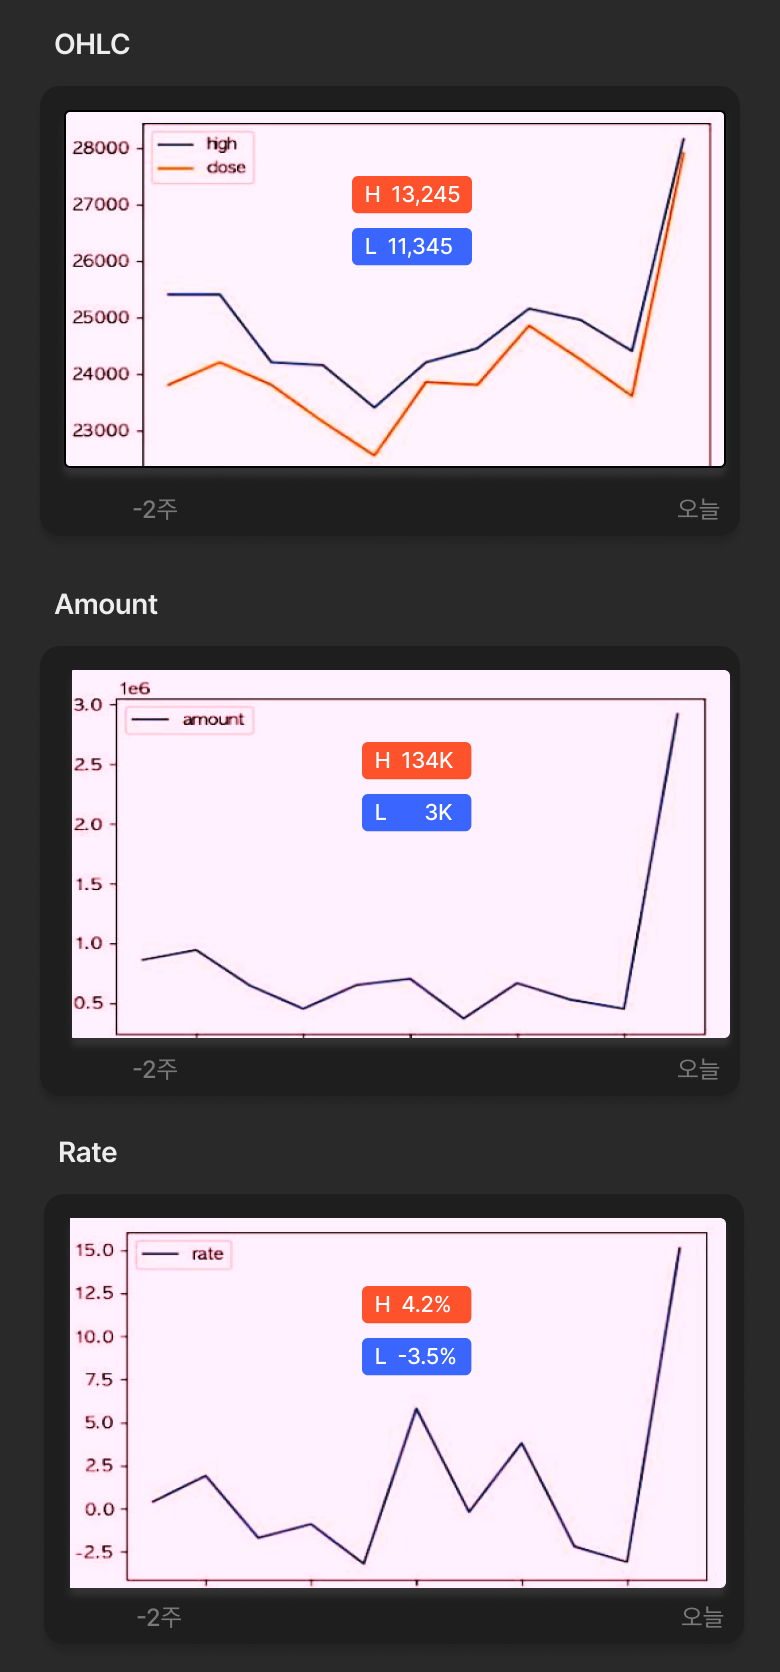 OHLC
high
close
28000
27000
26000
25000
24000
23000
H 13,245
L 11,345
-2주
오늘
Amount
1e6
amount
3.0
2.5
2.0
1.5
1.0
0.5
H 134K
L 3K
-2주
오늘
Rate
rate
15.0
12.5
10.0
7.5
5.0
2.5
0.0
-2.5
H 4.2%
L -3.5%
-2주
오늘